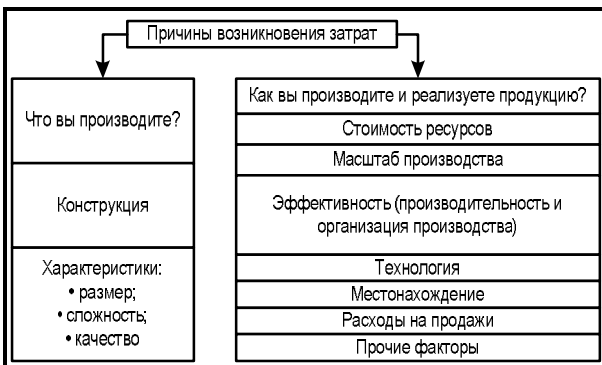 Причины возникновения затрат
Что вы производите?
Конструкция
Характеристики:
• размер;
• сложность;
• качество
Как вы производите и реализуете продукцию?
Стоимость ресурсов
Масштаб производства
Эффективность (производительность и
организация производства)
Технология
Местонахождение
Расходы на продажи
Прочие факторы